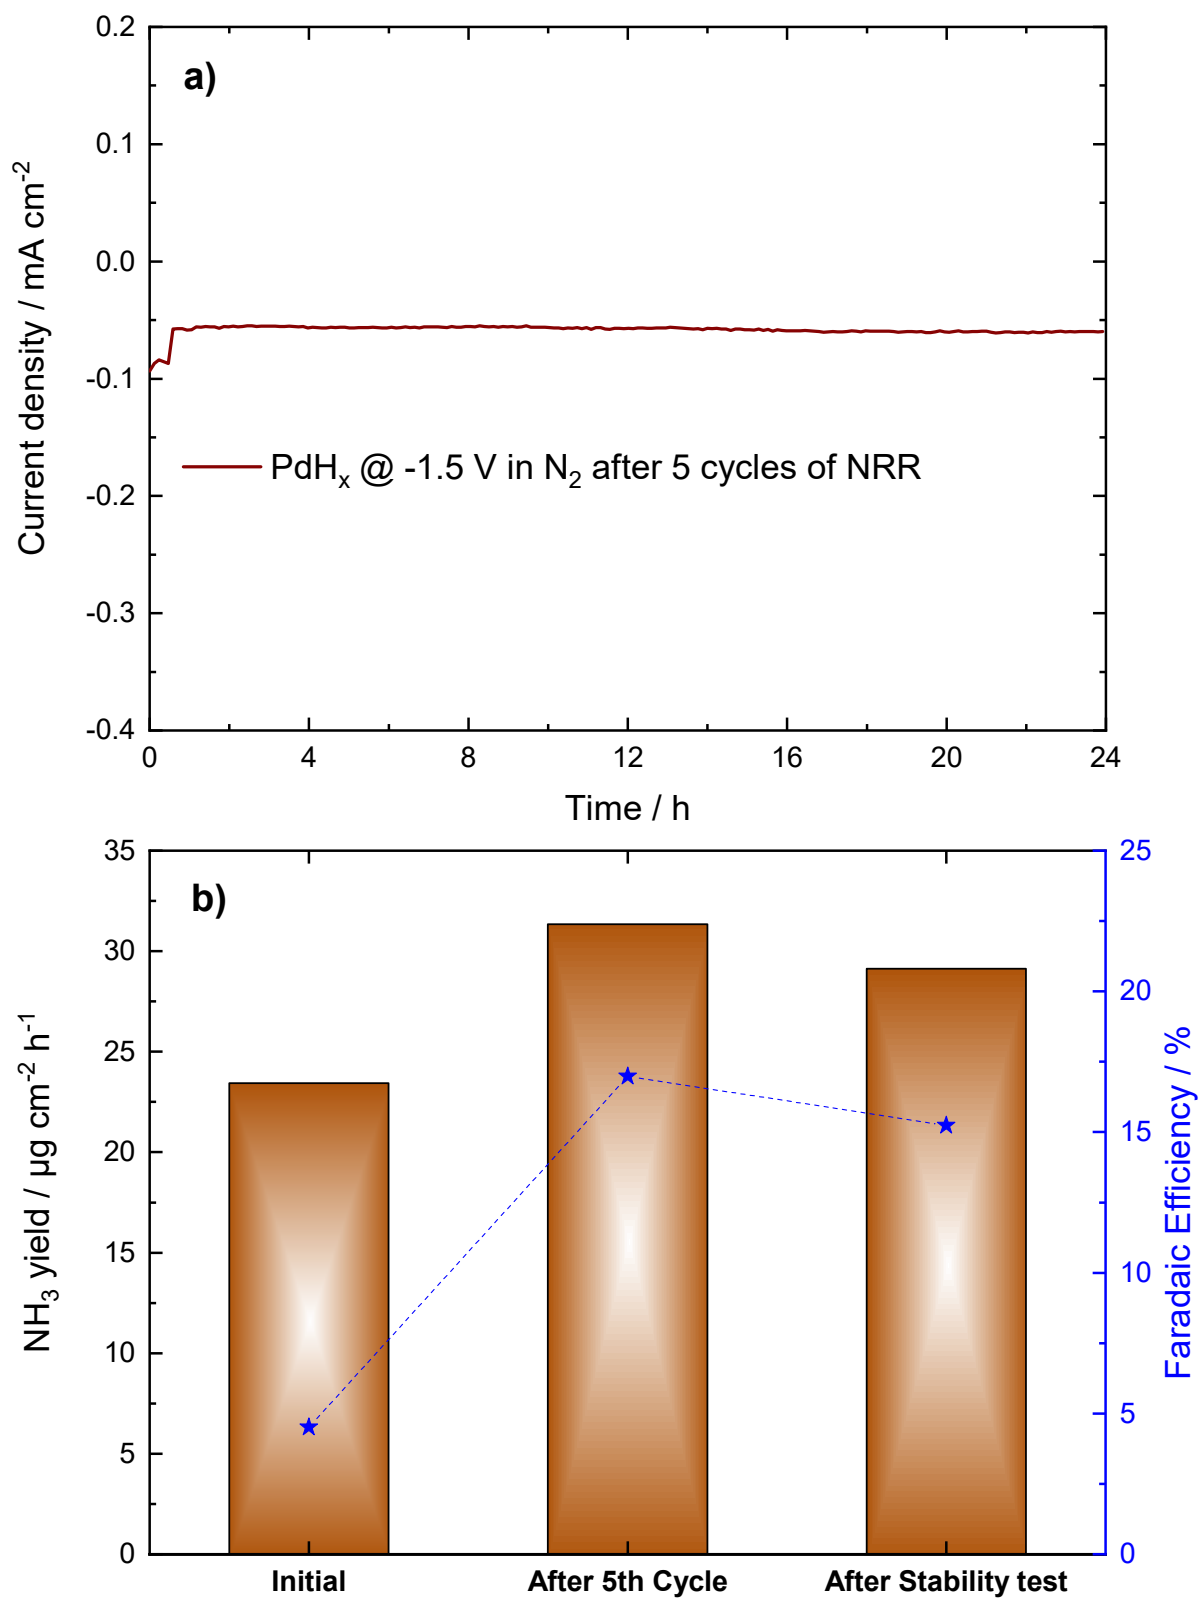 a)
0.2
0.1
0.0
-0.1
-0.2
-0.3
-0.4
Current density / mA cm⁻²
PdHₓ @ -1.5 V in N₂ after 5 cycles of NRR
0 4 8 12 16 20 24
Time / h
b)
35
30
25
20
15
10
5
0
NH₃ yield / µg cm⁻² h⁻¹
25
20
15
10
5
0
Faradaic Efficiency / %
Initial After 5th Cycle After Stability test